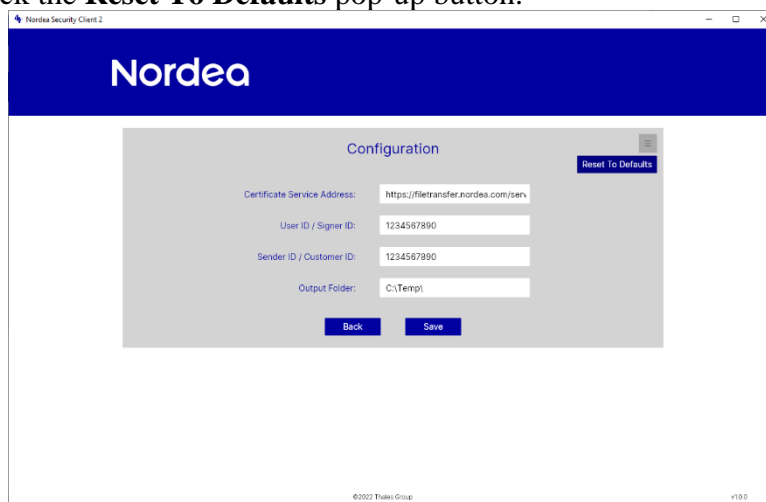 ck the Reset To Defaults pop-up button.
Nordea Security Client 2
Nordea
Configuration
Reset To Defaults
Certificate Service Address: https://filetransfer.nordea.com/serv
User ID / Signer ID: 1234567890
Sender ID / Customer ID: 1234567890
Output Folder: C:\Temp\
Back Save
©2022 Thales Group v1.0.0